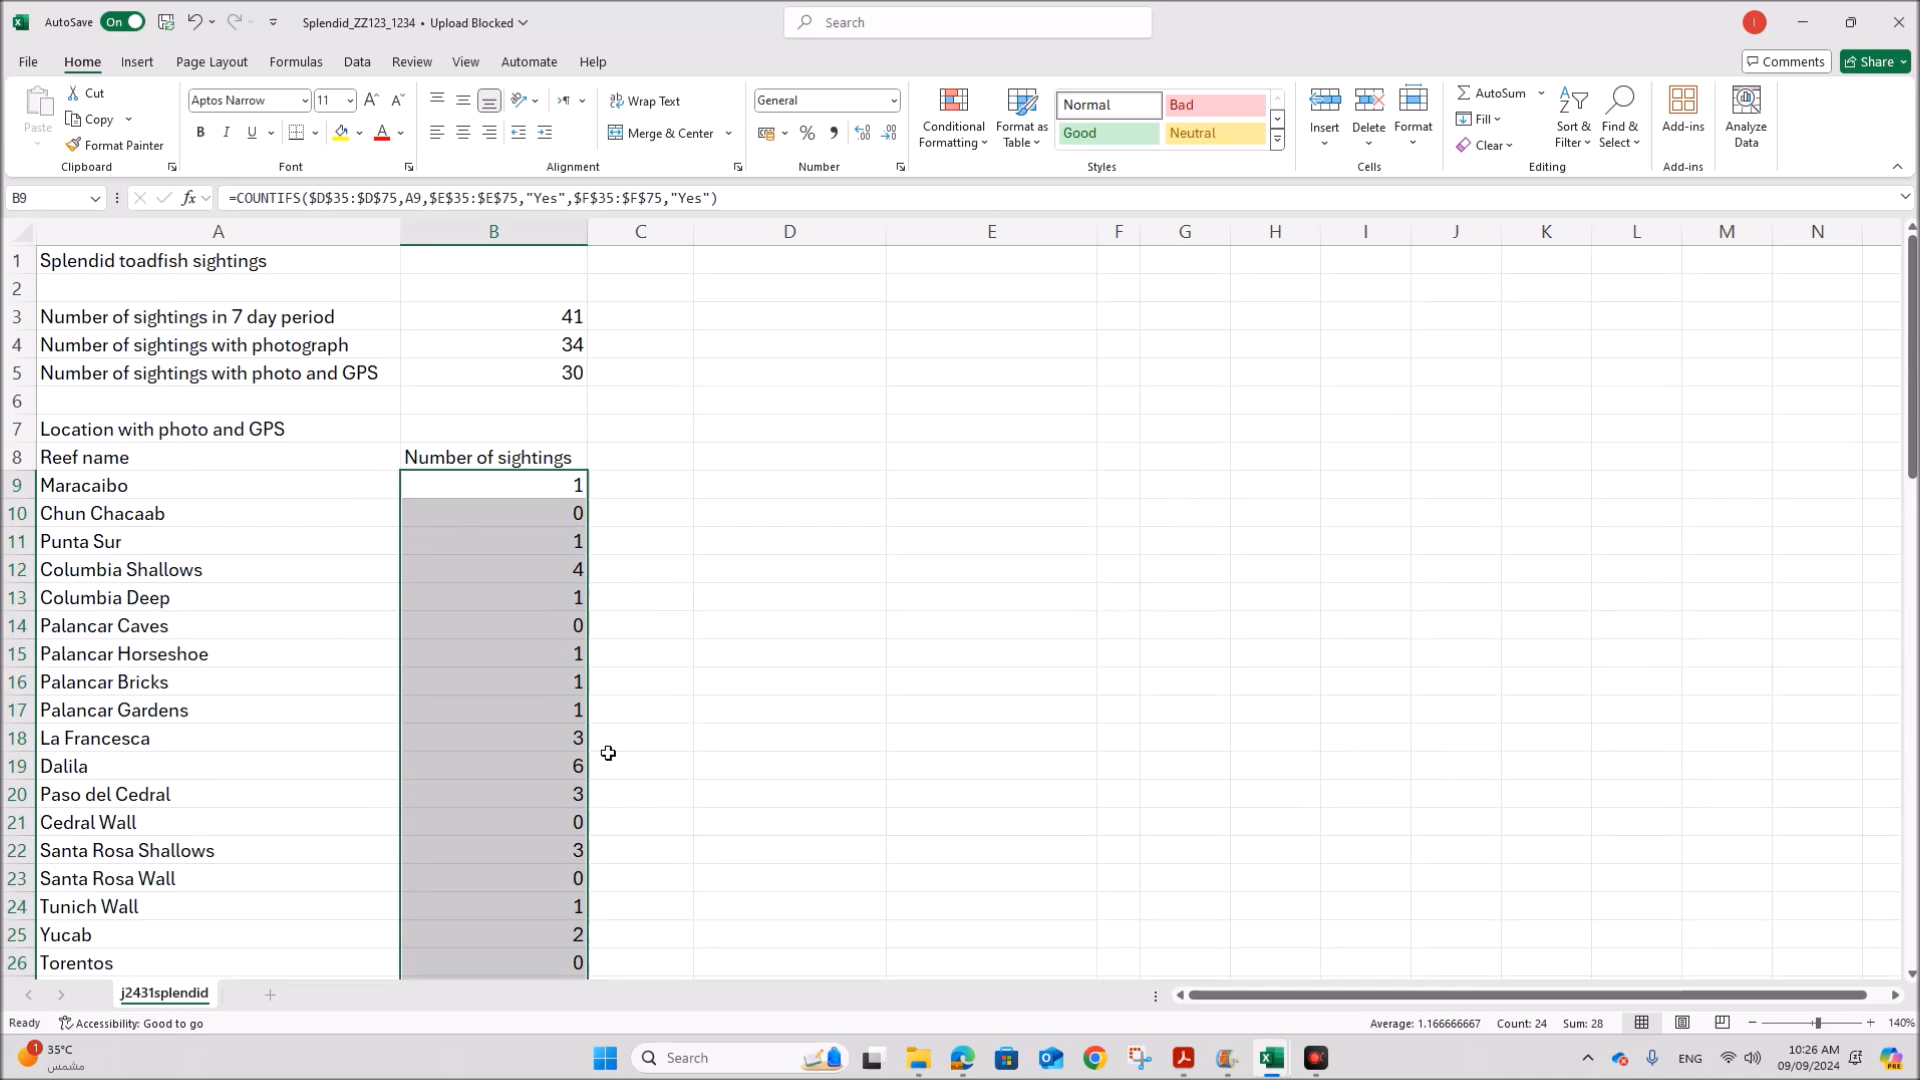 AutoSave On Splendid_ZZ123_1234 • Upload Blocked Search I
File Home Insert Page Layout Formulas Data Review View Automate Help Comments Share
Paste Cut Copy Format Painter Clipboard
Aptos Narrow 11 A A B I U A Font
Wrap Text Merge & Center Alignment
General % Number
Conditional Formatting Format as Table Normal Bad Good Neutral Styles
Insert Delete Format Cells
AutoSum Fill Clear Sort & Filter Find & Select Editing
Add-ins Add-ins
Analyze Data
B9 fx =COUNTIFS($D$35:$D$75,A9,$E$35:$E$75,"Yes",$F$35:$F$75,"Yes")
A B C D E F G H I J K L M N
1 Splendid toadfish sightings
2
3 Number of sightings in 7 day period 41
4 Number of sightings with photograph 34
5 Number of sightings with photo and GPS 30
6
7 Location with photo and GPS
8 Reef name Number of sightings
9 Maracaibo 1
10 Chun Chacaab 0
11 Punta Sur 1
12 Columbia Shallows 4
13 Columbia Deep 1
14 Palancar Caves 0
15 Palancar Horseshoe 1
16 Palancar Bricks 1
17 Palancar Gardens 1
18 La Francesca 3
19 Dalila 6
20 Paso del Cedral 3
21 Cedral Wall 0
22 Santa Rosa Shallows 3
23 Santa Rosa Wall 0
24 Tunich Wall 1
25 Yucab 2
26 Torentos 0
j2431splendid
Ready Accessibility: Good to go Average: 1.166666667 Count: 24 Sum: 28 140%
1 35°C
مشمس
Search
ENG 10:26 AM
09/09/2024
PRE